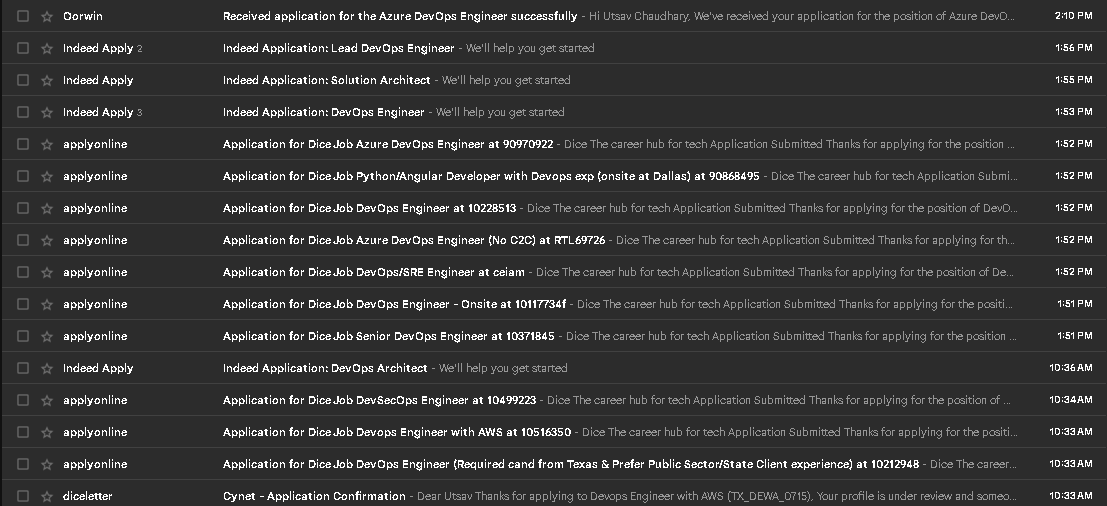 Oorwin Received application for the Azure DevOps Engineer successfully - Hi Utsav Chaudhary, We've received your application for the position of Azure DevO... 2:10 PM
Indeed Apply 2 Indeed Application: Lead DevOps Engineer - We'll help you get started 1:56 PM
Indeed Apply Indeed Application: Solution Architect - We'll help you get started 1:55 PM
Indeed Apply 3 Indeed Application: DevOps Engineer - We'll help you get started 1:53 PM
applyonline Application for Dice Job Azure DevOps Engineer at 90970922 - Dice The career hub for tech Application Submitted Thanks for applying for the position ... 1:52 PM
applyonline Application for Dice Job Python/Angular Developer with Devops exp (onsite at Dallas) at 90868495 - Dice The career hub for tech Application Submi... 1:52 PM
applyonline Application for Dice Job DevOps Engineer at 10228513 - Dice The career hub for tech Application Submitted Thanks for applying for the position of DevO... 1:52 PM
applyonline Application for Dice Job Azure DevOps Engineer (No C2C) at RTL69726 - Dice The career hub for tech Application Submitted Thanks for applying for th... 1:52 PM
applyonline Application for Dice Job DevOps/SRE Engineer at ceiam - Dice The career hub for tech Application Submitted Thanks for applying for the position of De... 1:52 PM
applyonline Application for Dice Job DevOps Engineer - Onsite at 10117734f - Dice The career hub for tech Application Submitted Thanks for applying for the positi... 1:51 PM
applyonline Application for Dice Job Senior DevOps Engineer at 10371845 - Dice The career hub for tech Application Submitted Thanks for applying for the position ... 1:51 PM
Indeed Apply Indeed Application: DevOps Architect - We'll help you get started 10:36 AM
applyonline Application for Dice Job DevSecOps Engineer at 10499223 - Dice The career hub for tech Application Submitted Thanks for applying for the position of ... 10:34 AM
applyonline Application for Dice Job Devops Engineer with AWS at 10516350 - Dice The career hub for tech Application Submitted Thanks for applying for the positi... 10:33 AM
applyonline Application for Dice Job DevOps Engineer (Required cand from Texas & Prefer Public Sector/State Client experience) at 10212948 - Dice The career... 10:33 AM
diceletter Cynet - Application Confirmation - Dear Utsav Thanks for applying to Devops Engineer with AWS (TX_DEWA_0715), Your profile is under review and someo... 10:33 AM